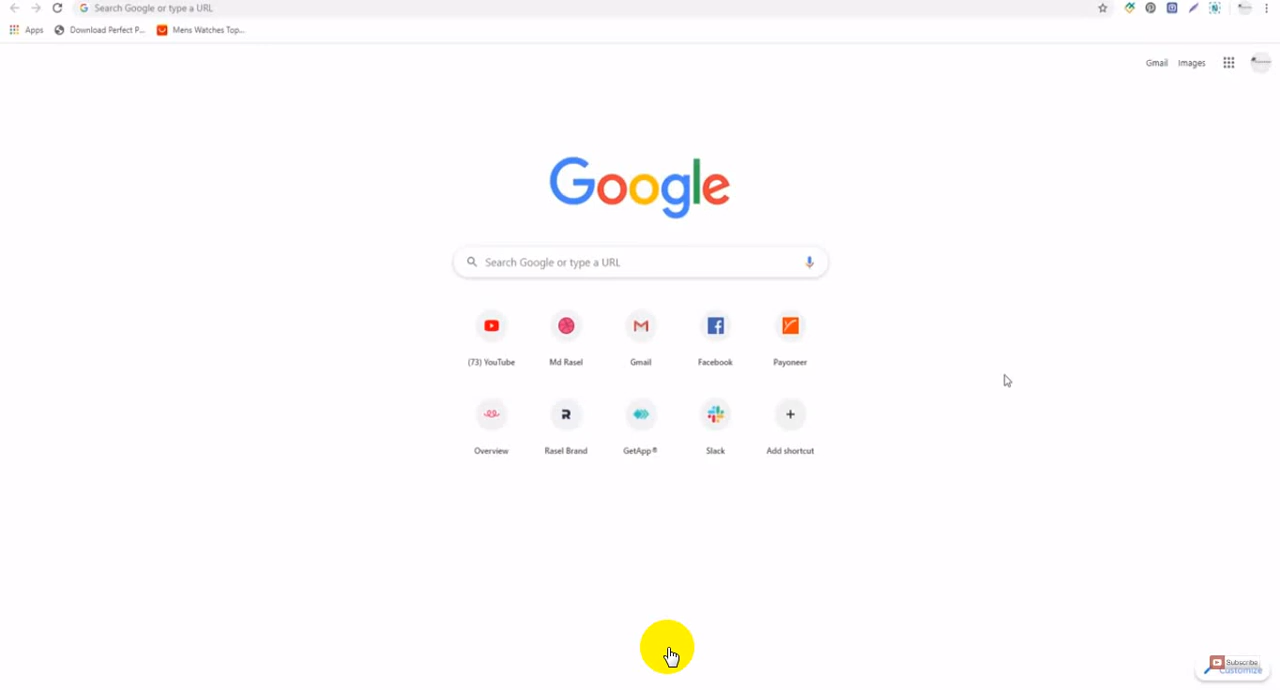 Search Google or type a URL
Apps Download Perfect P... Mens Watches Top...
Gmail Images
Google
Search Google or type a URL
(73) YouTube Md Rasel Gmail Facebook Payoneer
R
Overview Rasel Brand GetApp® Slack Add shortcut
Subscribe
Customize